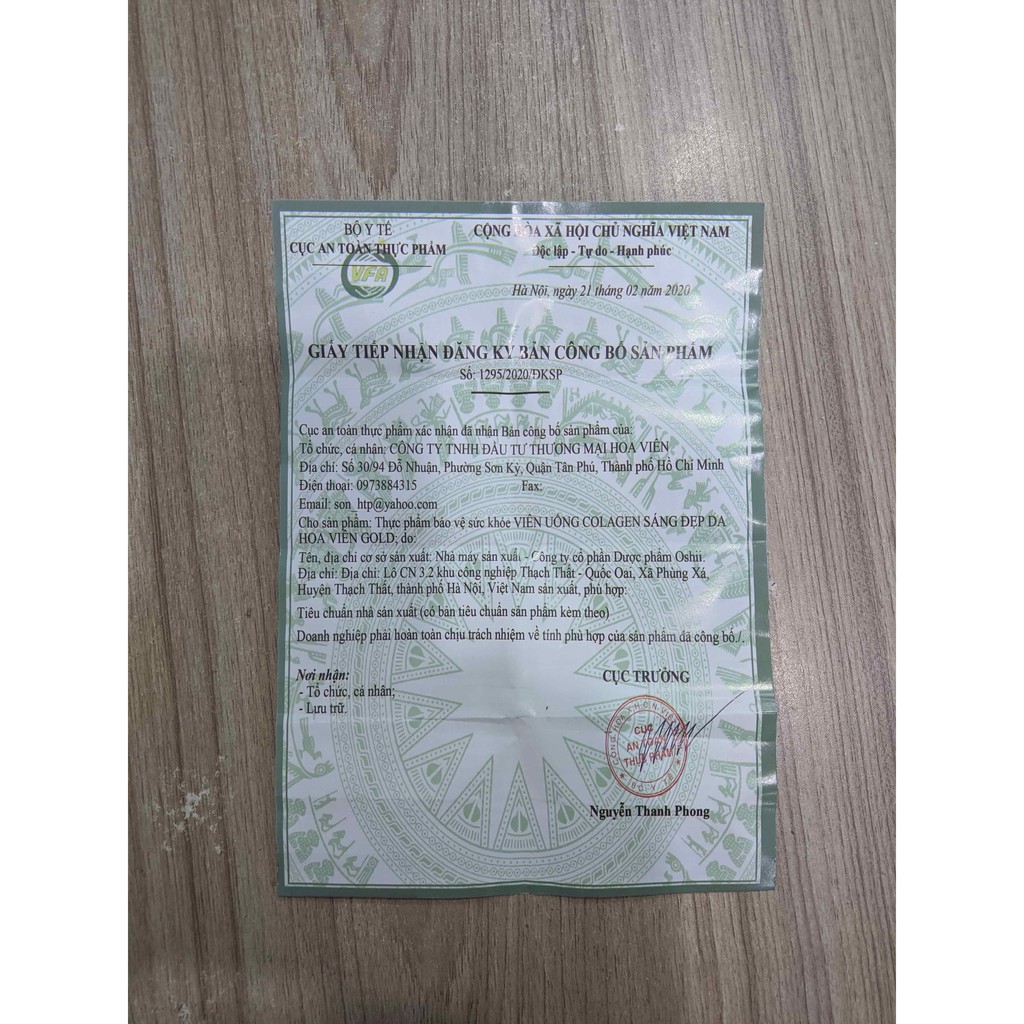 BỘ Y TẾ
CỤC AN TOÀN THỰC PHẨM
VFA
CỘNG HÒA XÃ HỘI CHỦ NGHĨA VIỆT NAM
Độc lập - Tự do - Hạnh phúc
Hà Nội, ngày 21 tháng 02 năm 2020
GIẤY TIẾP NHẬN ĐĂNG KÝ BẢN CÔNG BỐ SẢN PHẨM
Số: 1295/2020/ĐKSP
Cục an toàn thực phẩm xác nhận đã nhận Bản công bố sản phẩm của:
Tổ chức, cá nhân: CÔNG TY TNHH ĐẦU TƯ THƯƠNG MẠI HOA VIÊN
Địa chỉ: Số 30/94 Đỗ Nhuận, Phường Sơn Kỳ, Quận Tân Phú, Thành phố Hồ Chí Minh
Điện thoại: 0973884315 Fax:
Email: son_htp@yahoo.com
Cho sản phẩm: Thực phẩm bảo vệ sức khỏe VIÊN UỐNG COLAGEN SÁNG ĐẸP DA
HOA VIÊN GOLD; do:
Tên, địa chỉ cơ sở sản xuất: Nhà máy sản xuất - Công ty cổ phần Dược phẩm Oshii.
Địa chỉ: Địa chỉ: Lô CN 3.2 khu công nghiệp Thạch Thất - Quốc Oai, Xã Phùng Xá,
Huyện Thạch Thất, thành phố Hà Nội, Việt Nam sản xuất, phù hợp:
Tiêu chuẩn nhà sản xuất (có bản tiêu chuẩn sản phẩm kèm theo)
Doanh nghiệp phải hoàn toàn chịu trách nhiệm về tính phù hợp của sản phẩm đã công bố./.
Nơi nhận:
- Tổ chức, cá nhân;
- Lưu trữ.
CỤC TRƯỞNG
CỤC
AN TOÀN
THỰC PHẨM
Nguyễn Thanh Phong